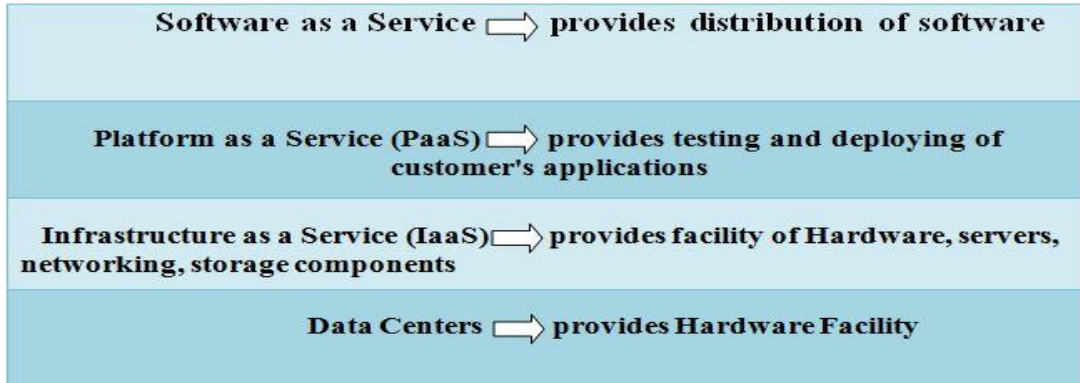 Software as a Service ⇨ provides distribution of software
Platform as a Service (PaaS) ⇨ provides testing and deploying of
customer's applications
Infrastructure as a Service (IaaS) ⇨ provides facility of Hardware, servers,
networking, storage components
Data Centers ⇨ provides Hardware Facility